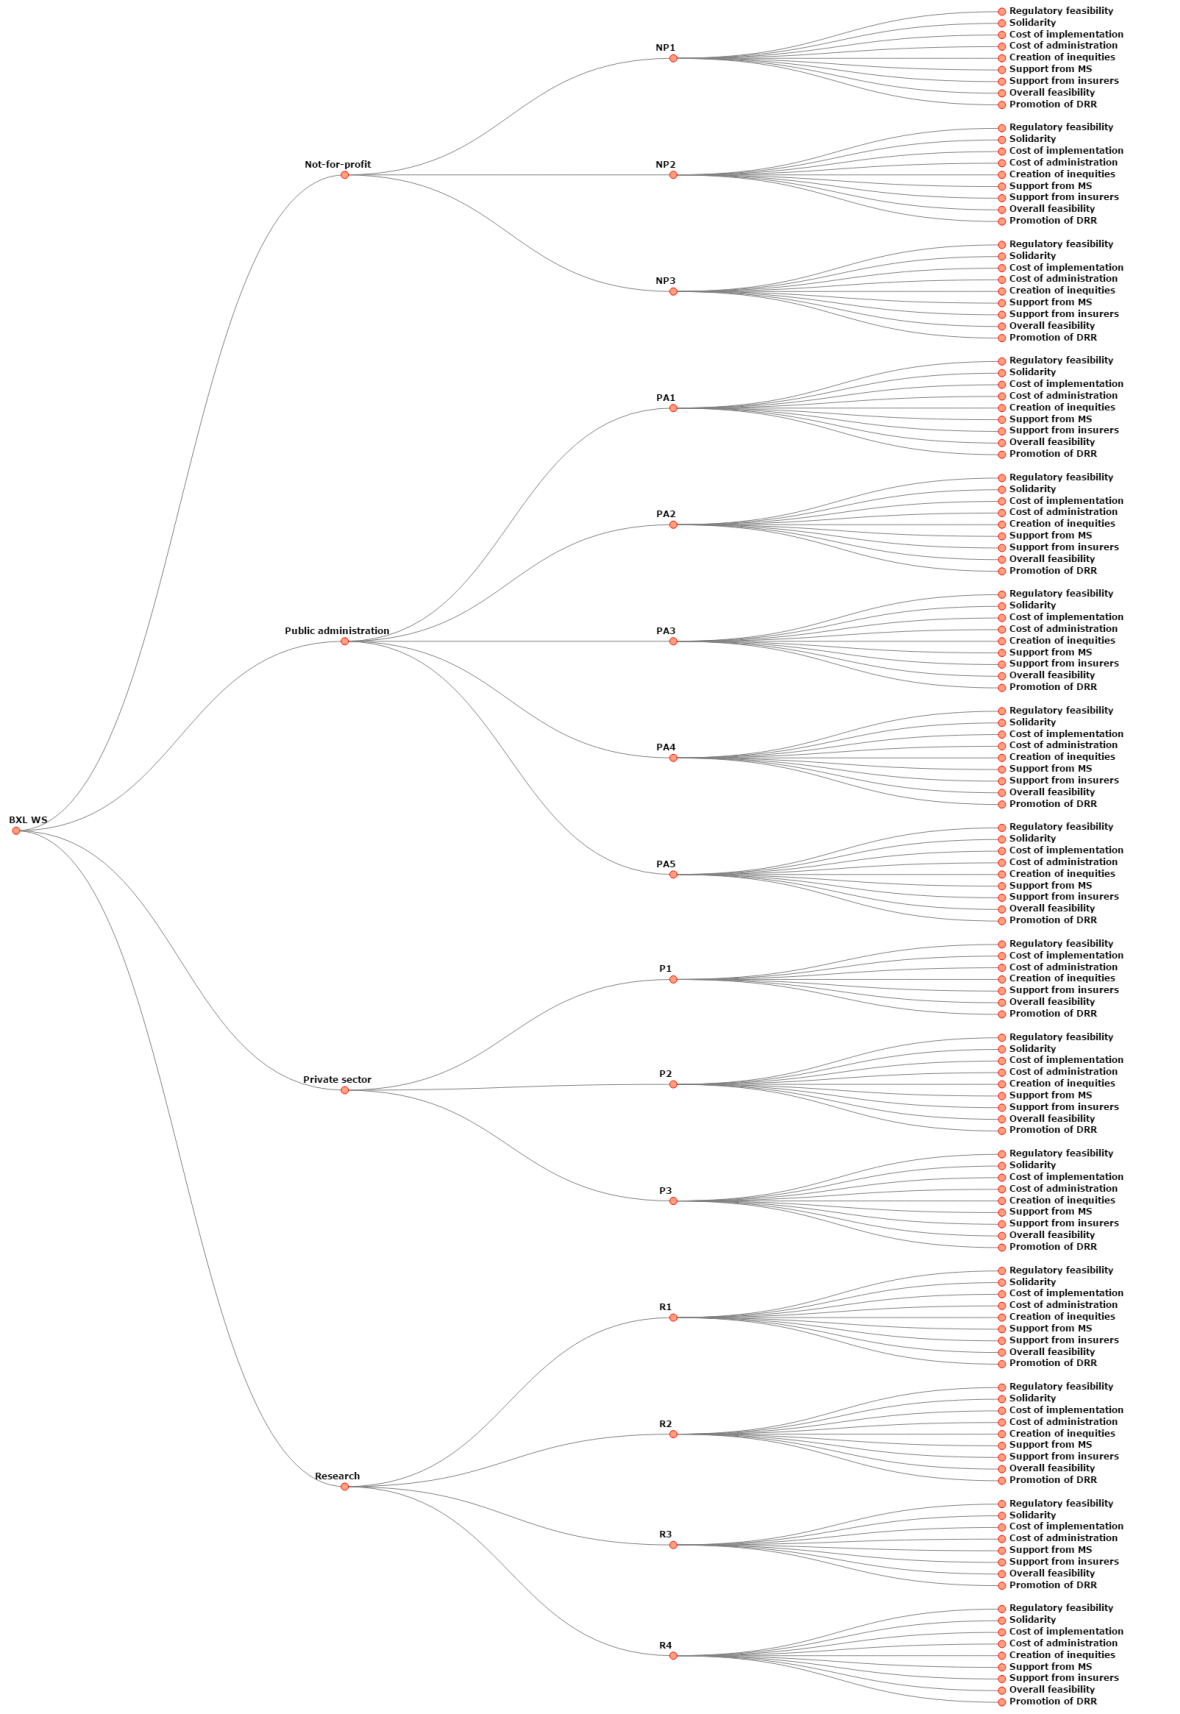 BXL WS
Not-for-profit
NP1
Regulatory feasibility
Solidarity
Cost of implementation
Cost of administration
Creation of inequities
Support from MS
Support from insurers
Overall feasibility
Promotion of DRR
NP2
Regulatory feasibility
Solidarity
Cost of implementation
Cost of administration
Creation of inequities
Support from MS
Support from insurers
Overall feasibility
Promotion of DRR
NP3
Regulatory feasibility
Solidarity
Cost of implementation
Cost of administration
Creation of inequities
Support from MS
Support from insurers
Overall feasibility
Promotion of DRR
Public administration
PA1
Regulatory feasibility
Solidarity
Cost of implementation
Cost of administration
Creation of inequities
Support from MS
Support from insurers
Overall feasibility
Promotion of DRR
PA2
Regulatory feasibility
Solidarity
Cost of implementation
Cost of administration
Creation of inequities
Support from MS
Support from insurers
Overall feasibility
Promotion of DRR
PA3
Regulatory feasibility
Solidarity
Cost of implementation
Cost of administration
Creation of inequities
Support from MS
Support from insurers
Overall feasibility
Promotion of DRR
PA4
Regulatory feasibility
Solidarity
Cost of implementation
Cost of administration
Creation of inequities
Support from MS
Support from insurers
Overall feasibility
Promotion of DRR
PA5
Regulatory feasibility
Solidarity
Cost of implementation
Cost of administration
Creation of inequities
Support from MS
Support from insurers
Overall feasibility
Promotion of DRR
Private sector
P1
Regulatory feasibility
Cost of implementation
Cost of administration
Creation of inequities
Support from insurers
Overall feasibility
Promotion of DRR
P2
Regulatory feasibility
Solidarity
Cost of implementation
Cost of administration
Creation of inequities
Support from MS
Support from insurers
Overall feasibility
Promotion of DRR
P3
Regulatory feasibility
Solidarity
Cost of implementation
Cost of administration
Creation of inequities
Support from MS
Support from insurers
Overall feasibility
Promotion of DRR
Research
R1
Regulatory feasibility
Solidarity
Cost of implementation
Cost of administration
Creation of inequities
Support from MS
Support from insurers
Overall feasibility
Promotion of DRR
R2
Regulatory feasibility
Solidarity
Cost of implementation
Cost of administration
Creation of inequities
Support from MS
Support from insurers
Overall feasibility
Promotion of DRR
R3
Regulatory feasibility
Solidarity
Cost of implementation
Cost of administration
Support from MS
Support from insurers
Overall feasibility
Promotion of DRR
R4
Regulatory feasibility
Solidarity
Cost of implementation
Cost of administration
Creation of inequities
Support from MS
Support from insurers
Overall feasibility
Promotion of DRR